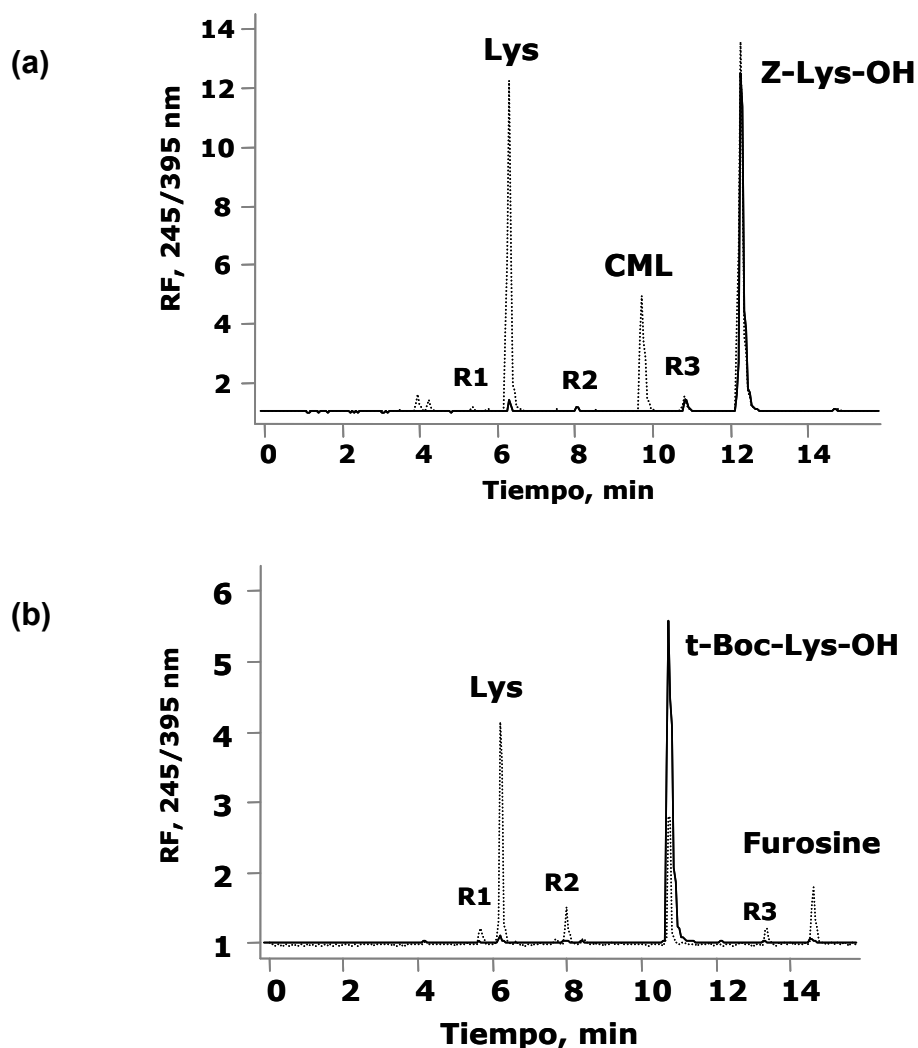 (a)
RF, 245/395 nm
14
12
10
8
6
4
2
Lys
Z-Lys-OH
CML
R1
R2
R3
0 2 4 6 8 10 12 14
Tiempo, min
(b)
RF, 245/395 nm
6
5
4
3
2
1
t-Boc-Lys-OH
Lys
Furosine
R1
R2
R3
0 2 4 6 8 10 12 14
Tiempo, min